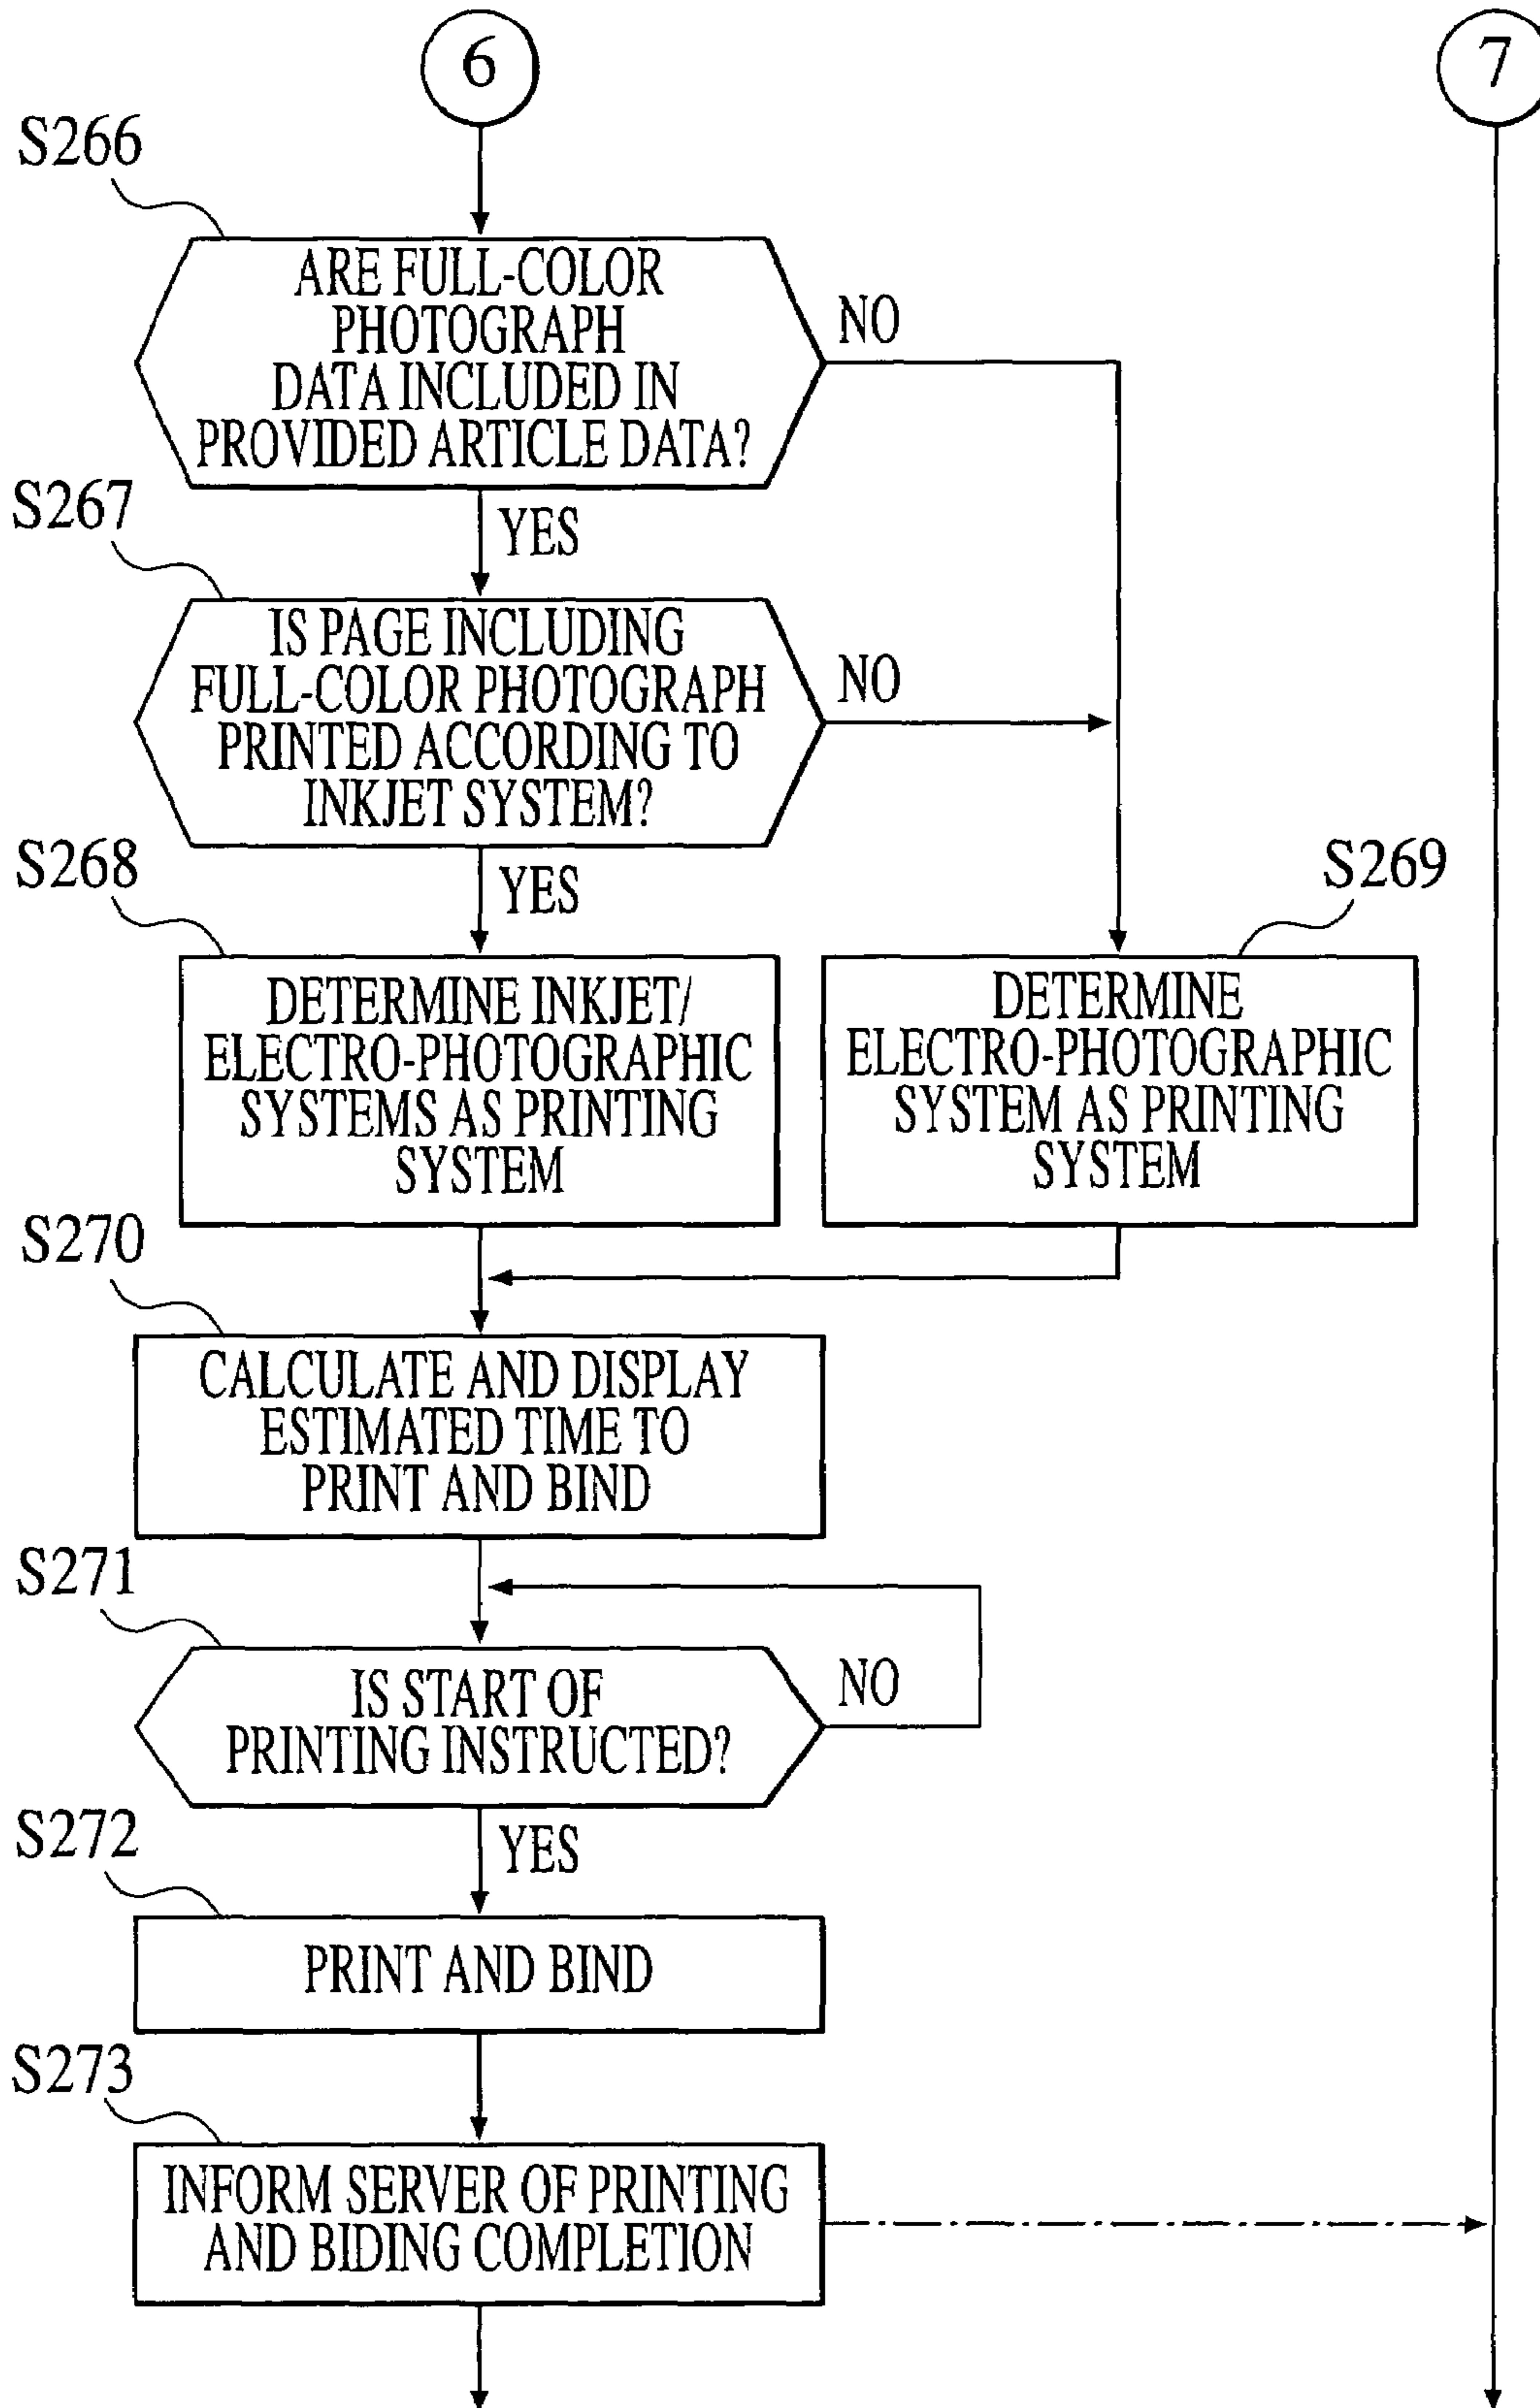 6
7
S266
ARE FULL-COLOR
PHOTOGRAPH
DATA INCLUDED IN
PROVIDED ARTICLE DATA?
NO
YES
S267
IS PAGE INCLUDING
FULL-COLOR PHOTOGRAPH
PRINTED ACCORDING TO
INKJET SYSTEM?
NO
YES
S268
DETERMINE INKJET/
ELECTRO-PHOTOGRAPHIC
SYSTEMS AS PRINTING
SYSTEM
S269
DETERMINE
ELECTRO-PHOTOGRAPHIC
SYSTEM AS PRINTING
SYSTEM
S270
CALCULATE AND DISPLAY
ESTIMATED TIME TO
PRINT AND BIND
S271
IS START OF
PRINTING INSTRUCTED?
NO
YES
S272
PRINT AND BIND
S273
INFORM SERVER OF PRINTING
AND BIDING COMPLETION